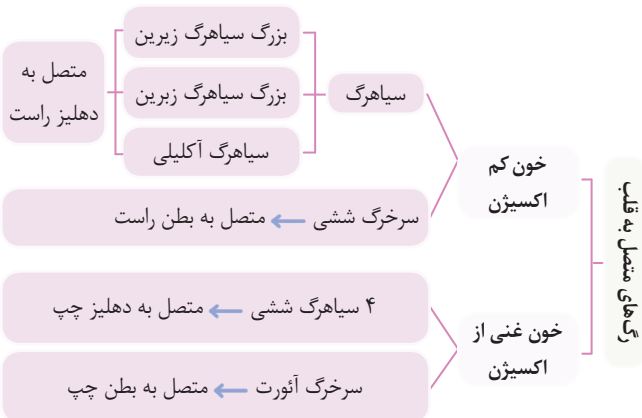 رگ‌های متصل به قلب
خون کم
اکسیژن
سیاهرگ
بزرگ سیاهرگ زیرین
بزرگ سیاهرگ زبرین
سیاهرگ آکلیلی
متصل به
دهلیز راست
سرخرگ ششی ← متصل به بطن راست
خون غنی از
اکسیژن
۴ سیاهرگ ششی ← متصل به دهلیز چپ
سرخرگ آئورت ← متصل به بطن چپ